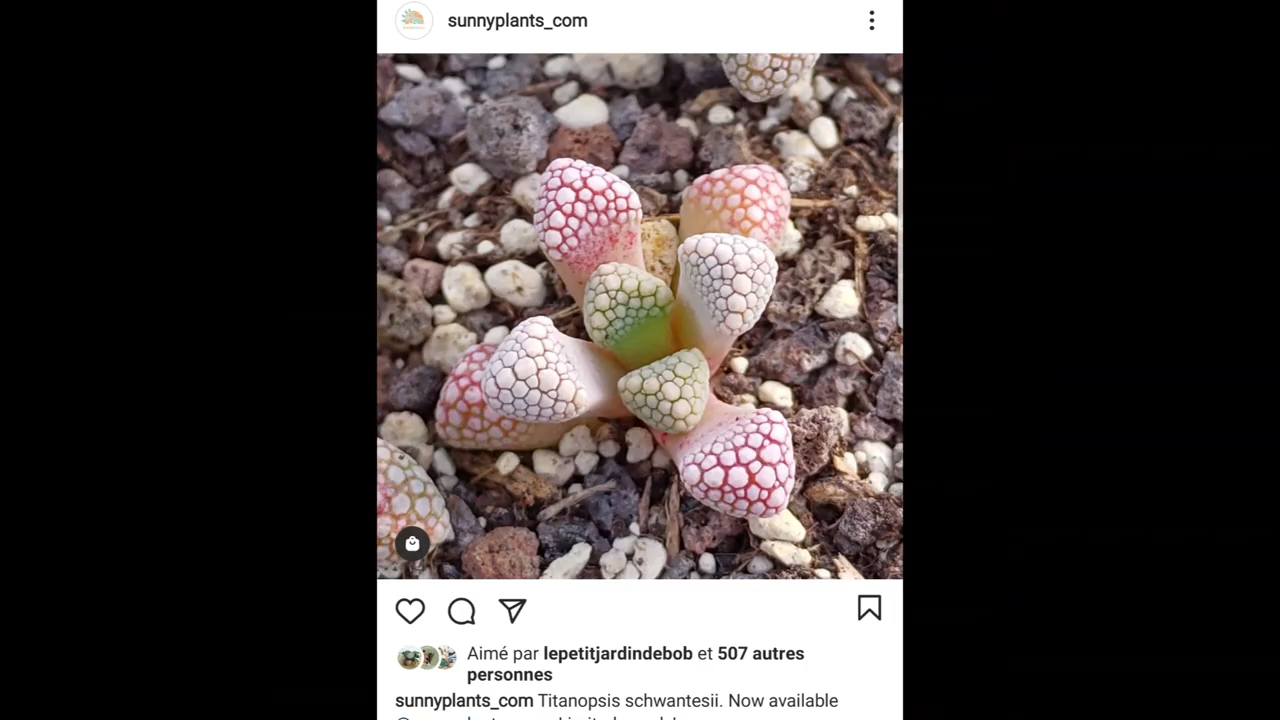 sunnyplants_com
Aimé par lepetitjardindebob et 507 autres
personnes
sunnyplants_com Titanopsis schwantesii. Now available